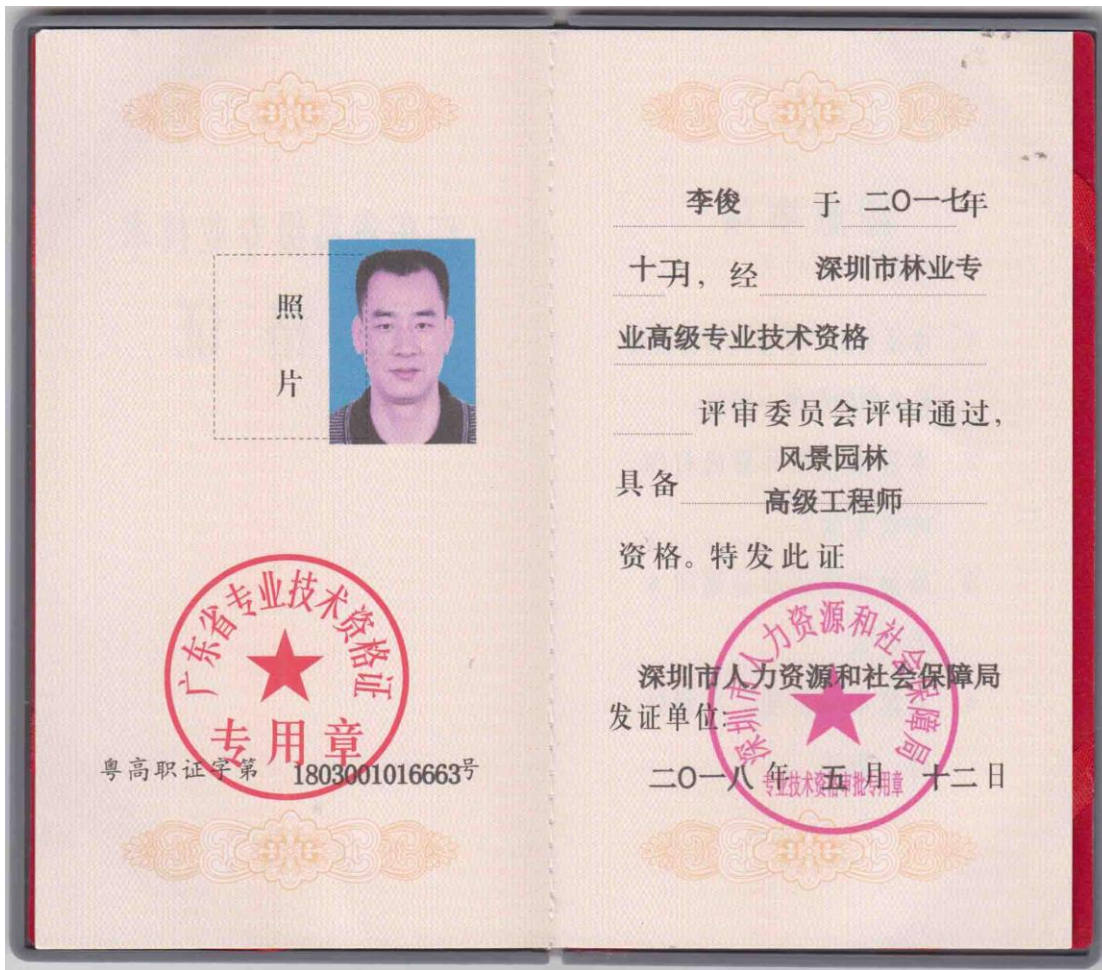 照
片
广东省专业技术资格证
专用章
粤高职证字第 1803001016663号
李俊 于 二〇一七年
十二月，经 深圳市林业专
业高级专业技术资格
评审委员会评审通过，
具备 风景园林
高级工程师
资格。特发此证
深圳市人力资源和社会保障局
深圳市人力资源和社会保障局
发证单位:
二〇一八 年 五 月 十二 日
专业技术资格审批专用章